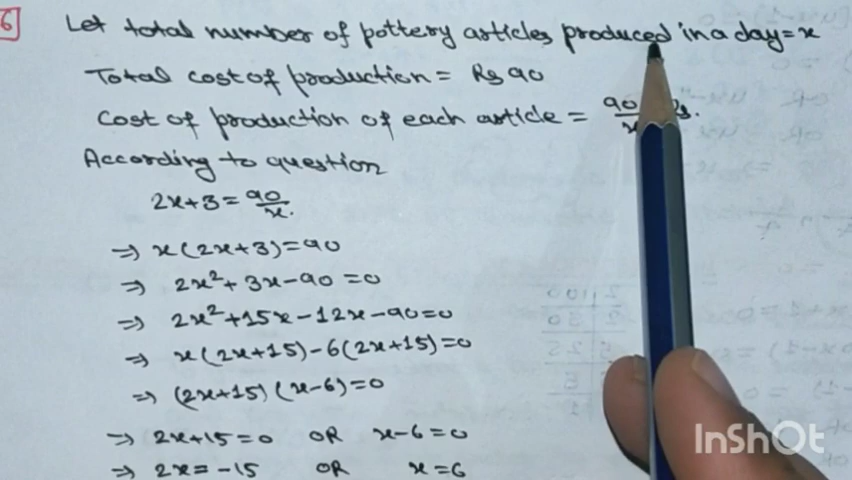 6
Let total number of pottery articles produced in a day = x
Total cost of production = Rs 90
Cost of production of each article = 90/x
According to question
2x+3 = 90/x.
⇒ x(2x+3) = 90
⇒ 2x²+3x-90 = 0
⇒ 2x²+15x-12x-90=0
⇒ x(2x+15)-6(2x+15)=0
⇒ (2x+15)(x-6)=0
⇒ 2x+15=0 OR x-6=0
⇒ 2x=-15 OR x=6
InShOt